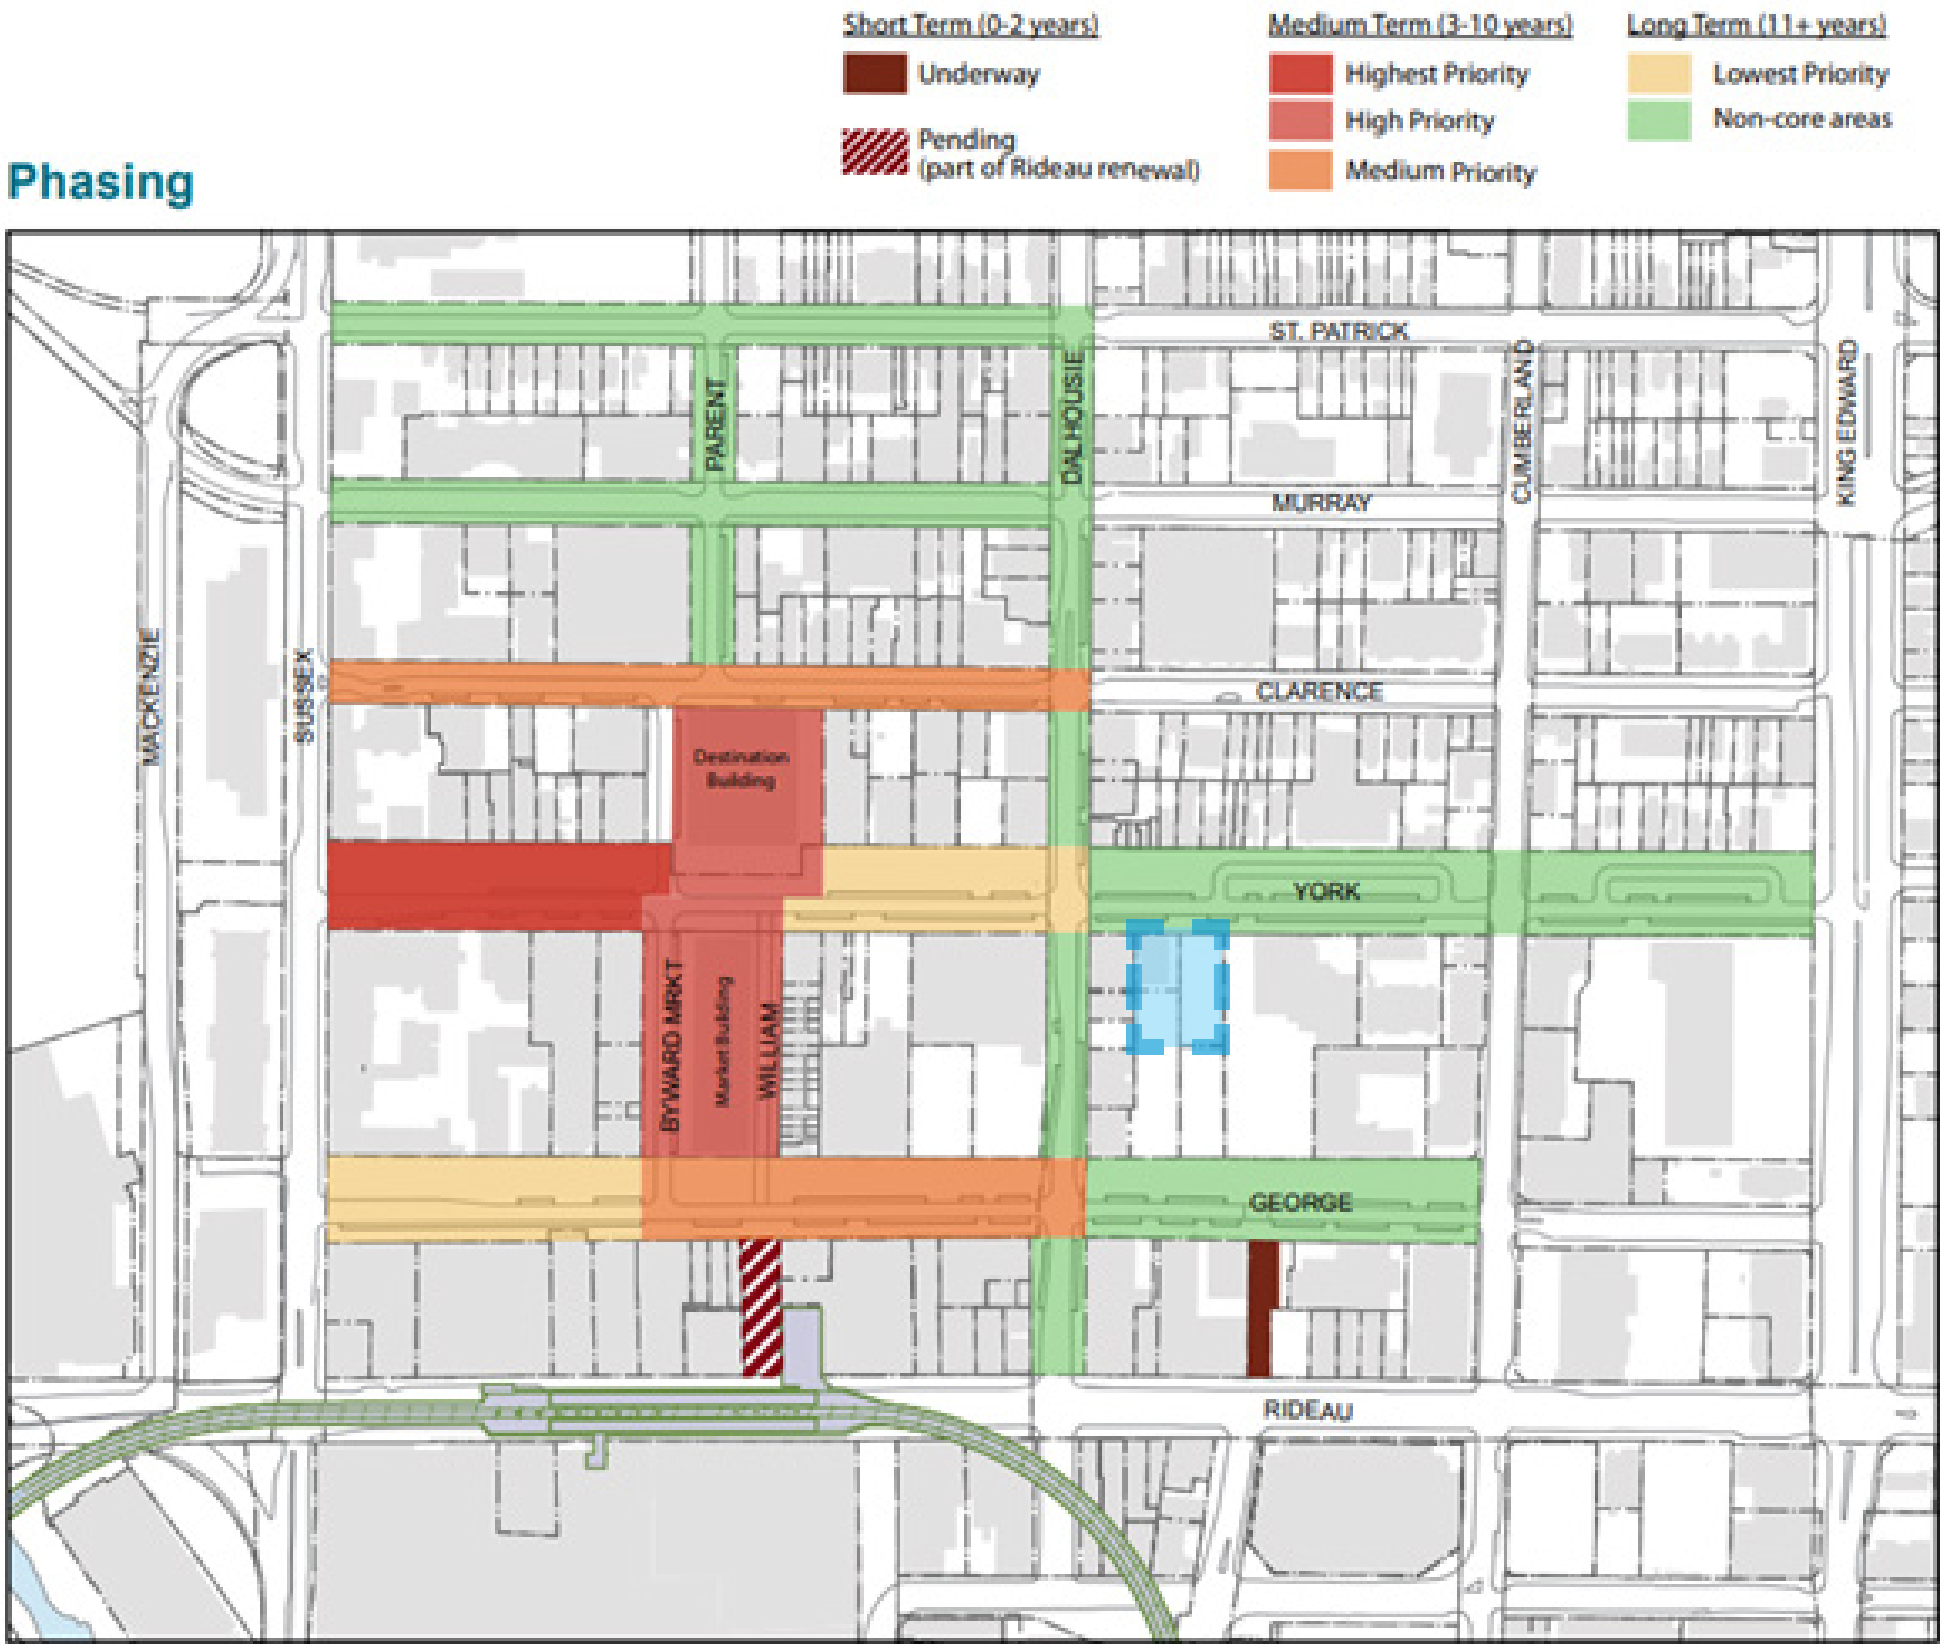 Short Term (0-2 years)
Underway
Pending
(part of Rideau renewal)
Medium Term (3-10 years)
Highest Priority
High Priority
Medium Priority
Long Term (11+ years)
Lowest Priority
Non-core areas
Phasing
ST. PATRICK
PARENT
DALHOUSIE
CUMBERLAND
KING EDWARD
MURRAY
MACKENZIE
SUSSEX
CLARENCE
Destination
Building
YORK
BYWARD MRKT
Market Building
WILLIAM
GEORGE
RIDEAU